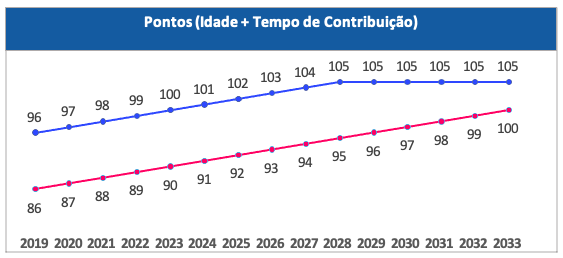 Pontos (Idade + Tempo de Contribuição)
96 97 98 99 100 101 102 103 104 105 105 105 105 105 105
86 87 88 89 90 91 92 93 94 95 96 97 98 99 100
2019 2020 2021 2022 2023 2024 2025 2026 2027 2028 2029 2030 2031 2032 2033